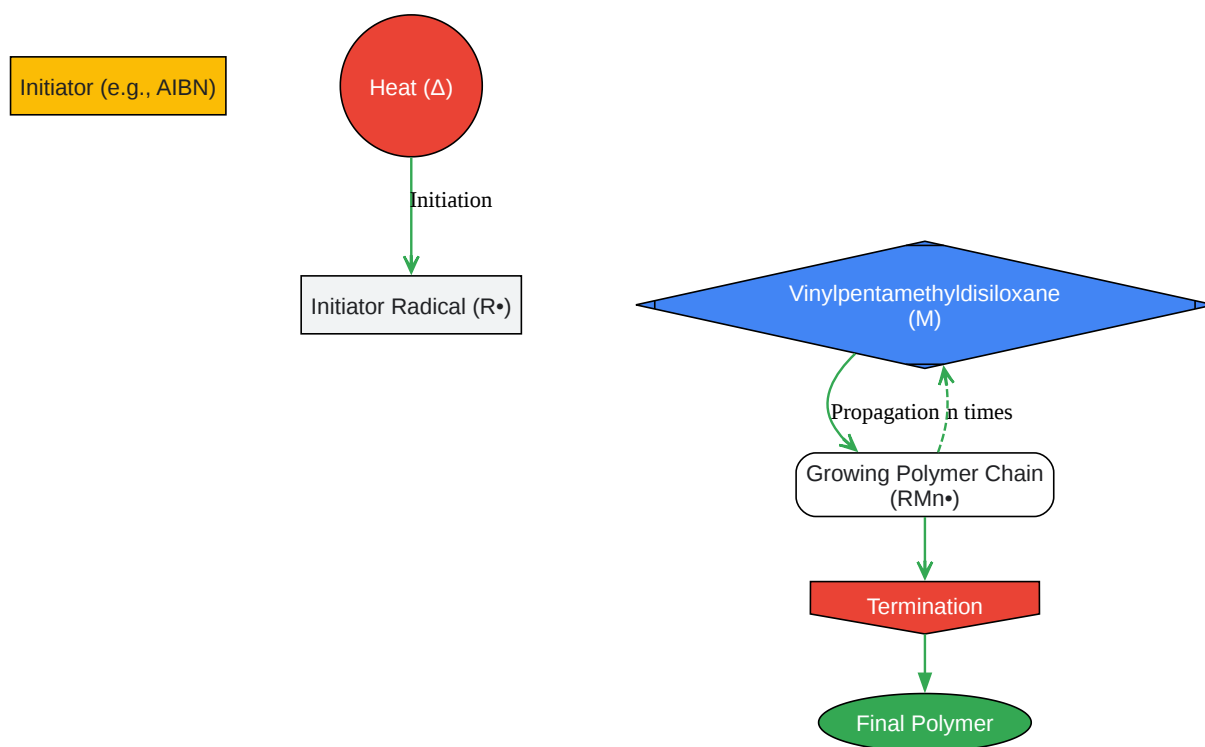 Initiator (e.g., AIBN)
Heat (Δ)
Initiation
Initiator Radical (R•)
Vinylpentamethyldisiloxane
(M)
Propagation
n times
Growing Polymer Chain
(RMn•)
Termination
Final Polymer